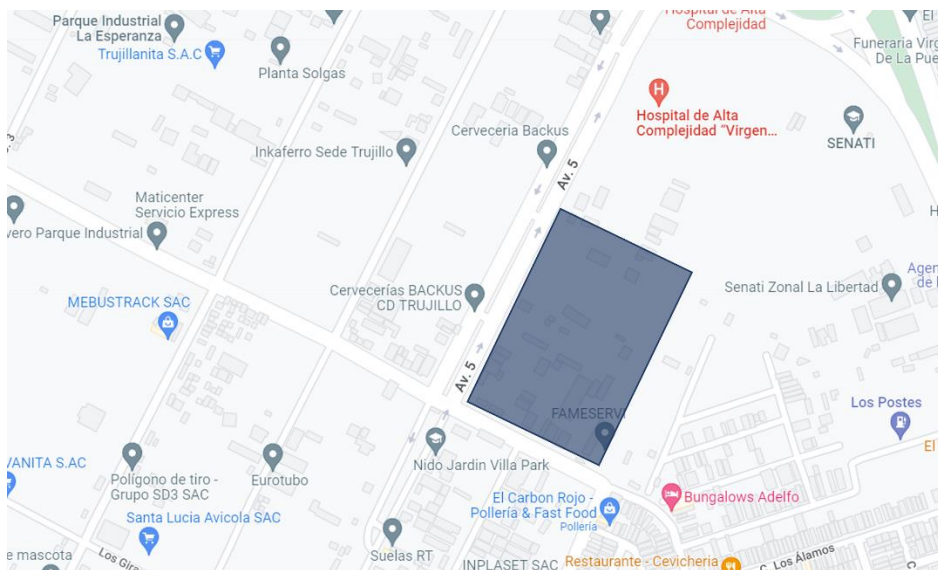 Hospital de Alta
Complejidad
El
Parque Industrial
La Esperanza
Trujillanita S.A.C
Planta Solgas
Funeraria Virg
De La Pue
Hospital de Alta
Complejidad "Virgen...
SENATI
Cerveceria Backus
Inkaferro Sede Trujillo
Av. 5
Maticenter
Servicio Express
vero Parque Industrial
H
Cervecerías BACKUS
CD TRUJILLO
Senati Zonal La Libertad
Agen
de l
MEBUSTRACK SAC
Av. 5
FAMESERVI
Los Postes
El
Nido Jardin Villa Park
VANITA S.AC
Polígono de tiro -
Grupo SD3 SAC
Eurotubo
Bungalows Adelfo
El Carbon Rojo -
Pollería & Fast Food
Pollería
Santa Lucia Avicola SAC
Suelas RT
e mascota
Los Gira
INPLASET SAC
Restaurante - Cevicheria
C. Los Álamos
C.